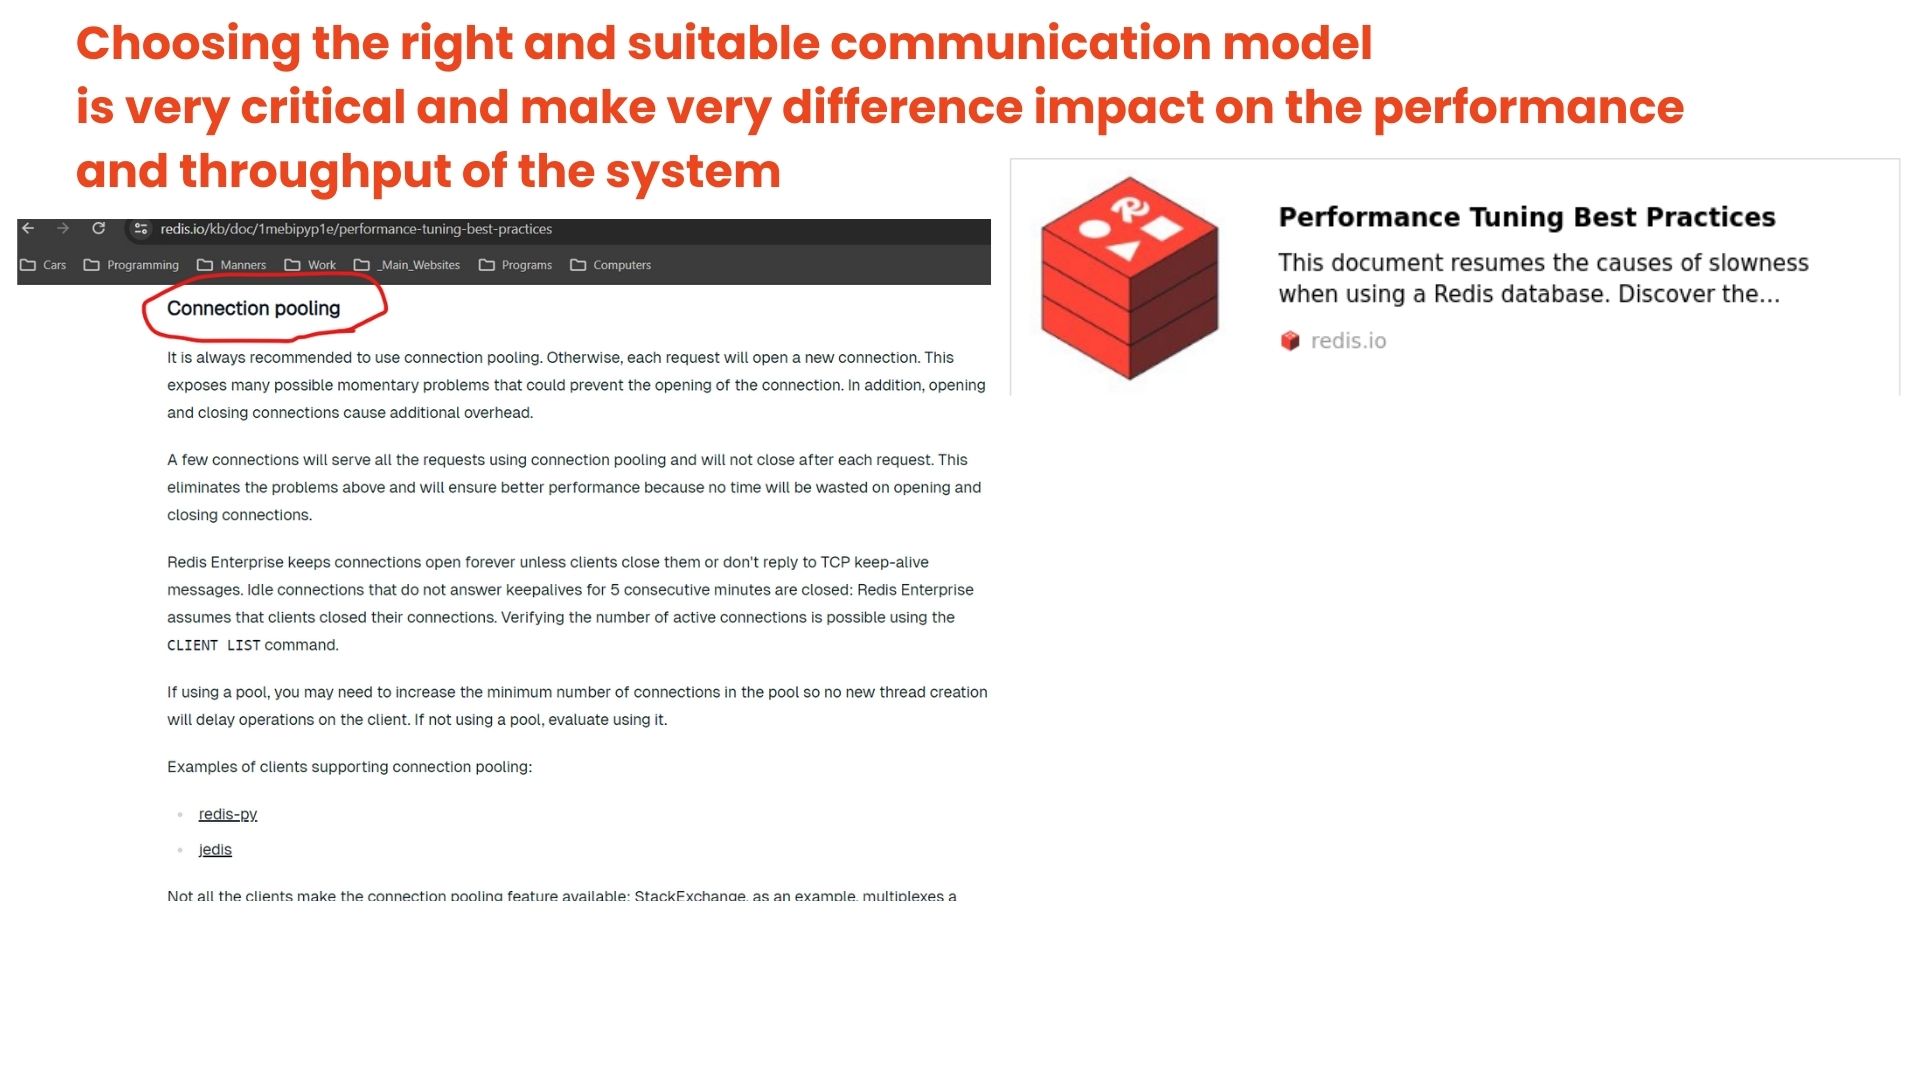 Choosing the right and suitable communication model
is very critical and make very difference impact on the performance
and throughput of the system
redis.io/kb/doc/1mebipyp1e/performance-tuning-best-practices
Cars Programming Manners Work _Main_Websites Programs Computers
Connection pooling
It is always recommended to use connection pooling. Otherwise, each request will open a new connection. This
exposes many possible momentary problems that could prevent the opening of the connection. In addition, opening
and closing connections cause additional overhead.
A few connections will serve all the requests using connection pooling and will not close after each request. This
eliminates the problems above and will ensure better performance because no time will be wasted on opening and
closing connections.
Redis Enterprise keeps connections open forever unless clients close them or don't reply to TCP keep-alive
messages. Idle connections that do not answer keepalives for 5 consecutive minutes are closed: Redis Enterprise
assumes that clients closed their connections. Verifying the number of active connections is possible using the
CLIENT LIST command.
If using a pool, you may need to increase the minimum number of connections in the pool so no new thread creation
will delay operations on the client. If not using a pool, evaluate using it.
Examples of clients supporting connection pooling:
redis-py
jedis
Not all the clients make the connection pooling feature available: StackExchange, as an example, multiplexes a
Performance Tuning Best Practices
This document resumes the causes of slowness
when using a Redis database. Discover the...
redis.io